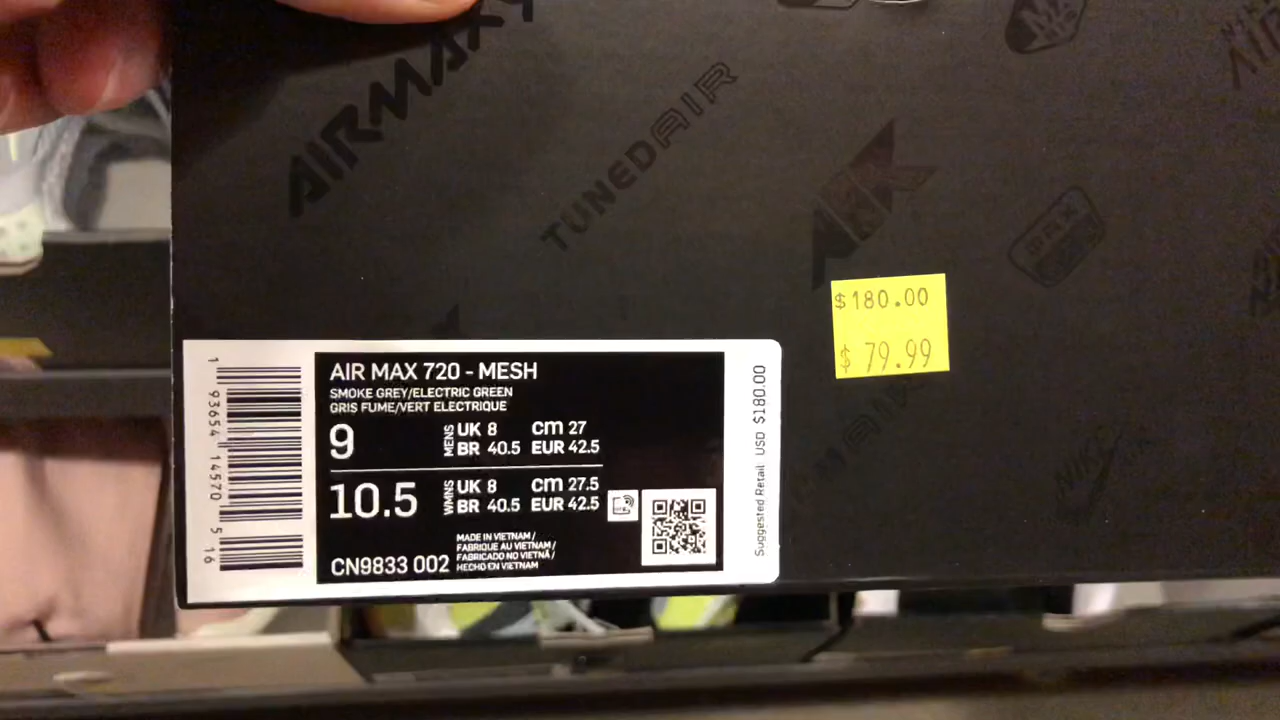 AIRMAX
TUNEDAIR
$180.00
$ 79.99
AIR MAX 720 - MESH
SMOKE GREY/ELECTRIC GREEN
GRIS FUME/VERT ELECTRIQUE
9
MENS
UK 8 cm 27
BR 40.5 EUR 42.5
10.5
WMNS
UK 8 cm 27.5
BR 40.5 EUR 42.5
CN9833 002
MADE IN VIETNAM /
FABRIQUE AU VIETNAM /
FABRICADO NO VIETNÃ /
HECHO EN VIETNAM
1 93654 14570 5 16
Suggested Retail USD $180.00
NIKE